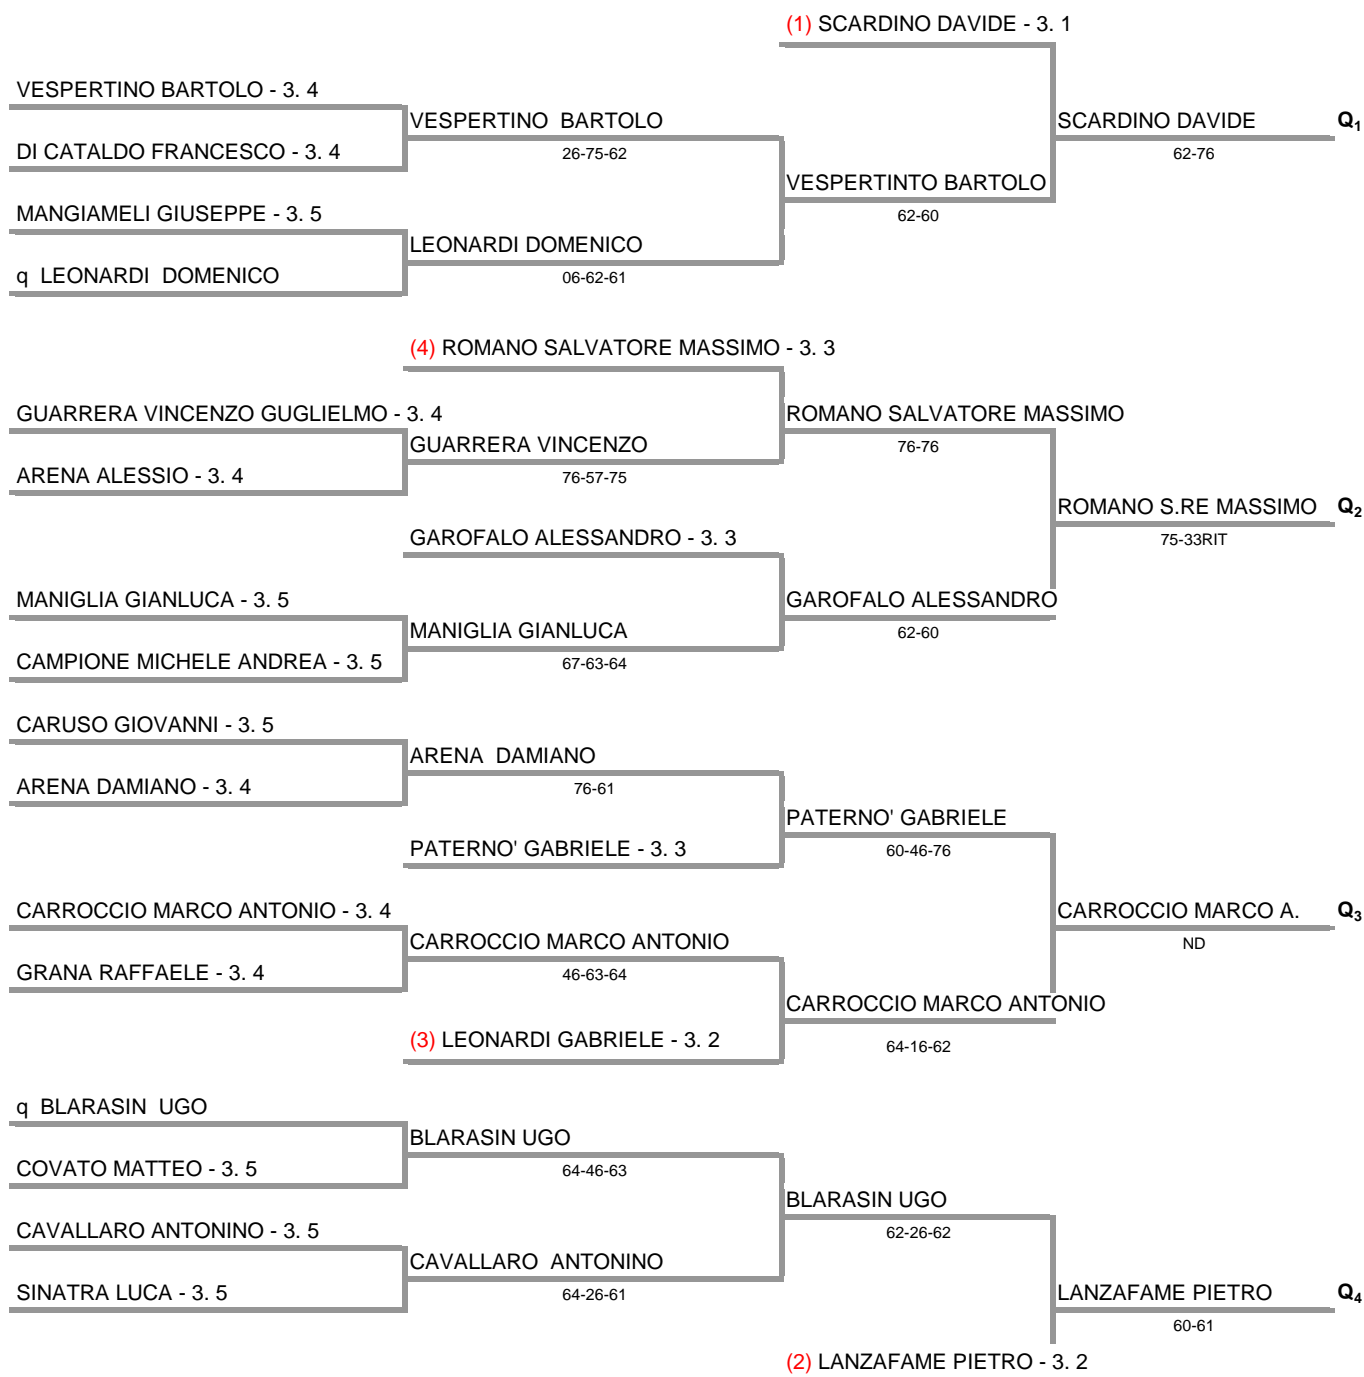 (1) SCARDINO DAVIDE - 3. 1
VESPERTINO BARTOLO - 3. 4
VESPERTINO  BARTOLO
SCARDINO DAVIDE
Q1
DI CATALDO FRANCESCO - 3. 4
26-75-62
62-76
VESPERTINTO BARTOLO
MANGIAMELI GIUSEPPE - 3. 5
62-60
LEONARDI DOMENICO
q  LEONARDI  DOMENICO
06-62-61
(4) ROMANO SALVATORE MASSIMO - 3. 3
GUARRERA VINCENZO GUGLIELMO - 3. 4
ROMANO SALVATORE MASSIMO
GUARRERA VINCENZO
76-76
ARENA ALESSIO - 3. 4
76-57-75
ROMANO S.RE MASSIMO
Q2
GAROFALO ALESSANDRO - 3. 3
75-33RIT
MANIGLIA GIANLUCA - 3. 5
GAROFALO ALESSANDRO
MANIGLIA GIANLUCA
62-60
CAMPIONE MICHELE ANDREA - 3. 5
67-63-64
CARUSO GIOVANNI - 3. 5
ARENA  DAMIANO
ARENA DAMIANO - 3. 4
76-61
PATERNO' GABRIELE
PATERNO' GABRIELE - 3. 3
60-46-76
CARROCCIO MARCO ANTONIO - 3. 4
CARROCCIO MARCO A.
Q3
CARROCCIO MARCO ANTONIO
ND
GRANA RAFFAELE - 3. 4
46-63-64
CARROCCIO MARCO ANTONIO
(3) LEONARDI GABRIELE - 3. 2
64-16-62
q  BLARASIN  UGO
BLARASIN UGO
COVATO MATTEO - 3. 5
64-46-63
BLARASIN UGO
CAVALLARO ANTONINO - 3. 5
62-26-62
CAVALLARO  ANTONINO
SINATRA LUCA - 3. 5
64-26-61
LANZAFAME PIETRO
Q4
60-61
(2) LANZAFAME PIETRO - 3. 2